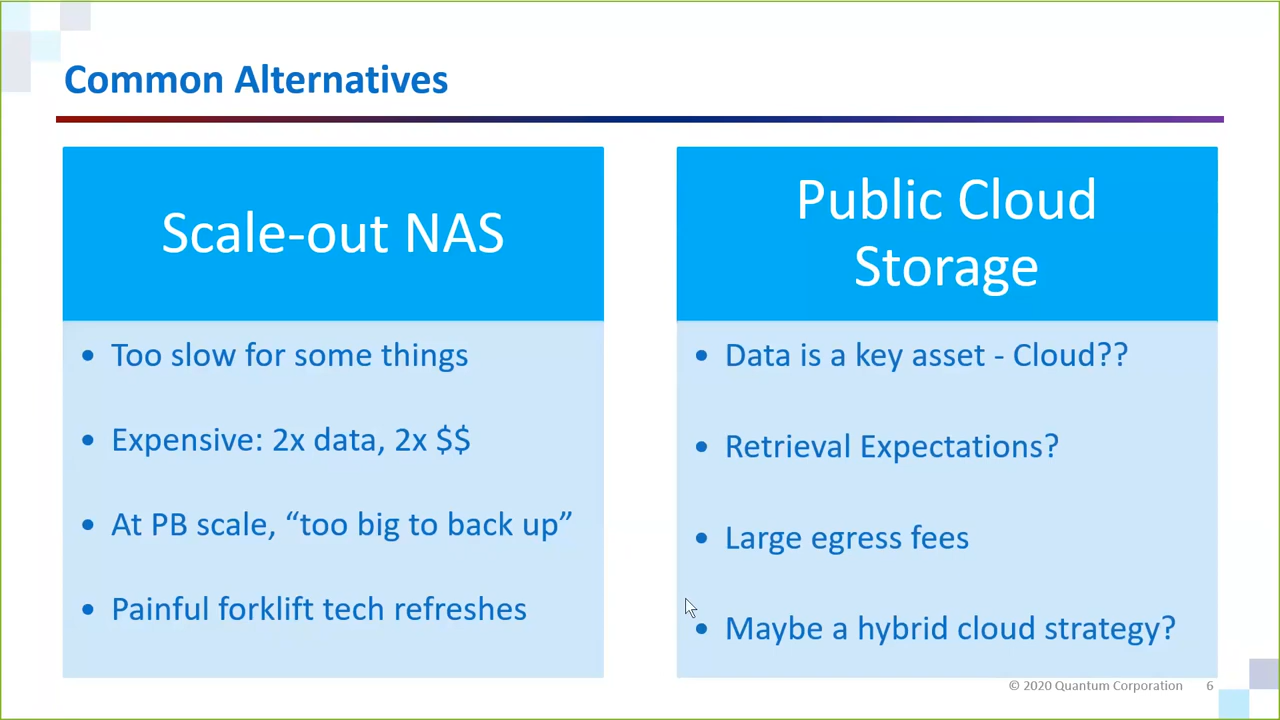 Common Alternatives
Scale-out NAS
• Too slow for some things
• Expensive: 2x data, 2x $$
• At PB scale, “too big to back up”
• Painful forklift tech refreshes
Public Cloud
Storage
• Data is a key asset - Cloud??
• Retrieval Expectations?
• Large egress fees
• Maybe a hybrid cloud strategy?
© 2020 Quantum Corporation 6